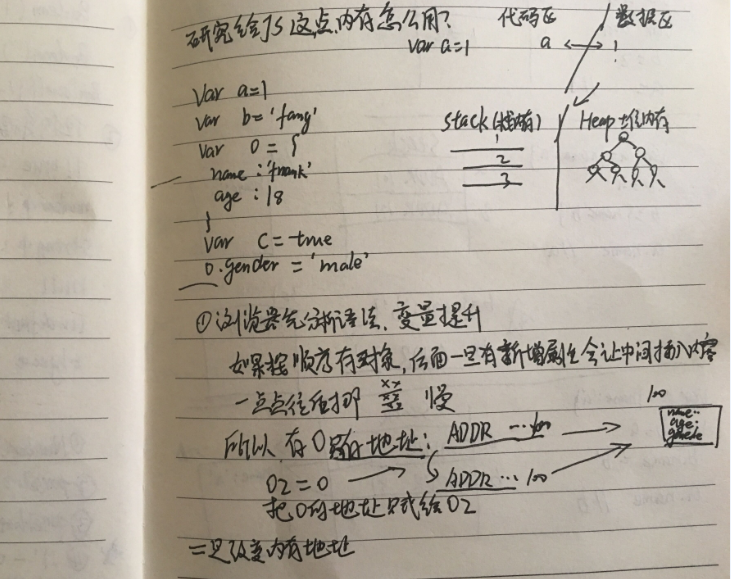 研究给JS这点内存怎么用?
var a=1
代码区 数据区
a ↔ 1
var a=1
var b='fang'
var o={
name:'frank'
age:18
}
var c=true
o.gender='male'
stack(栈内存)
1
2
3
Heap 堆内存
①浏览器先分析语法,变量提升
如果按顺序存对象,后面一旦有新增属性会让中间插入内容
一点点往后挪 慢
所以,存O只存地址: ADDR …100
O2=O ADDR…100
把O的地址 给O2
100
name…
age:
gender
=是改变内存地址